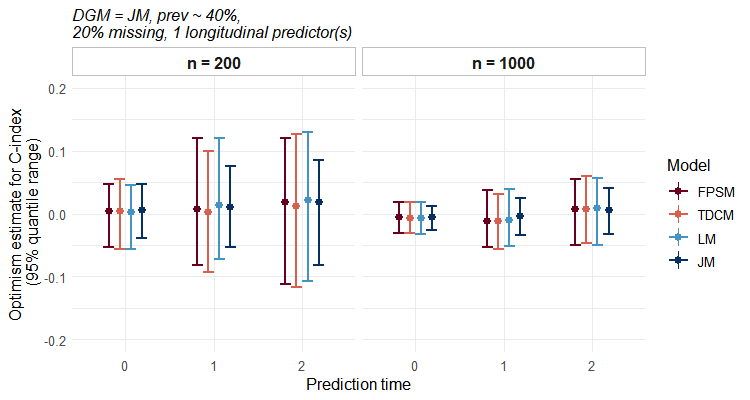 DGM = JM, prev ~ 40%,
20% missing, 1 longitudinal predictor(s)
n = 200
n = 1000
Optimism estimate for C-index
(95% quantile range)
0.2
0.1
0.0
-0.1
-0.2
0 1 2
0 1 2
Prediction time
Model
FPSM
TDCM
LM
JM